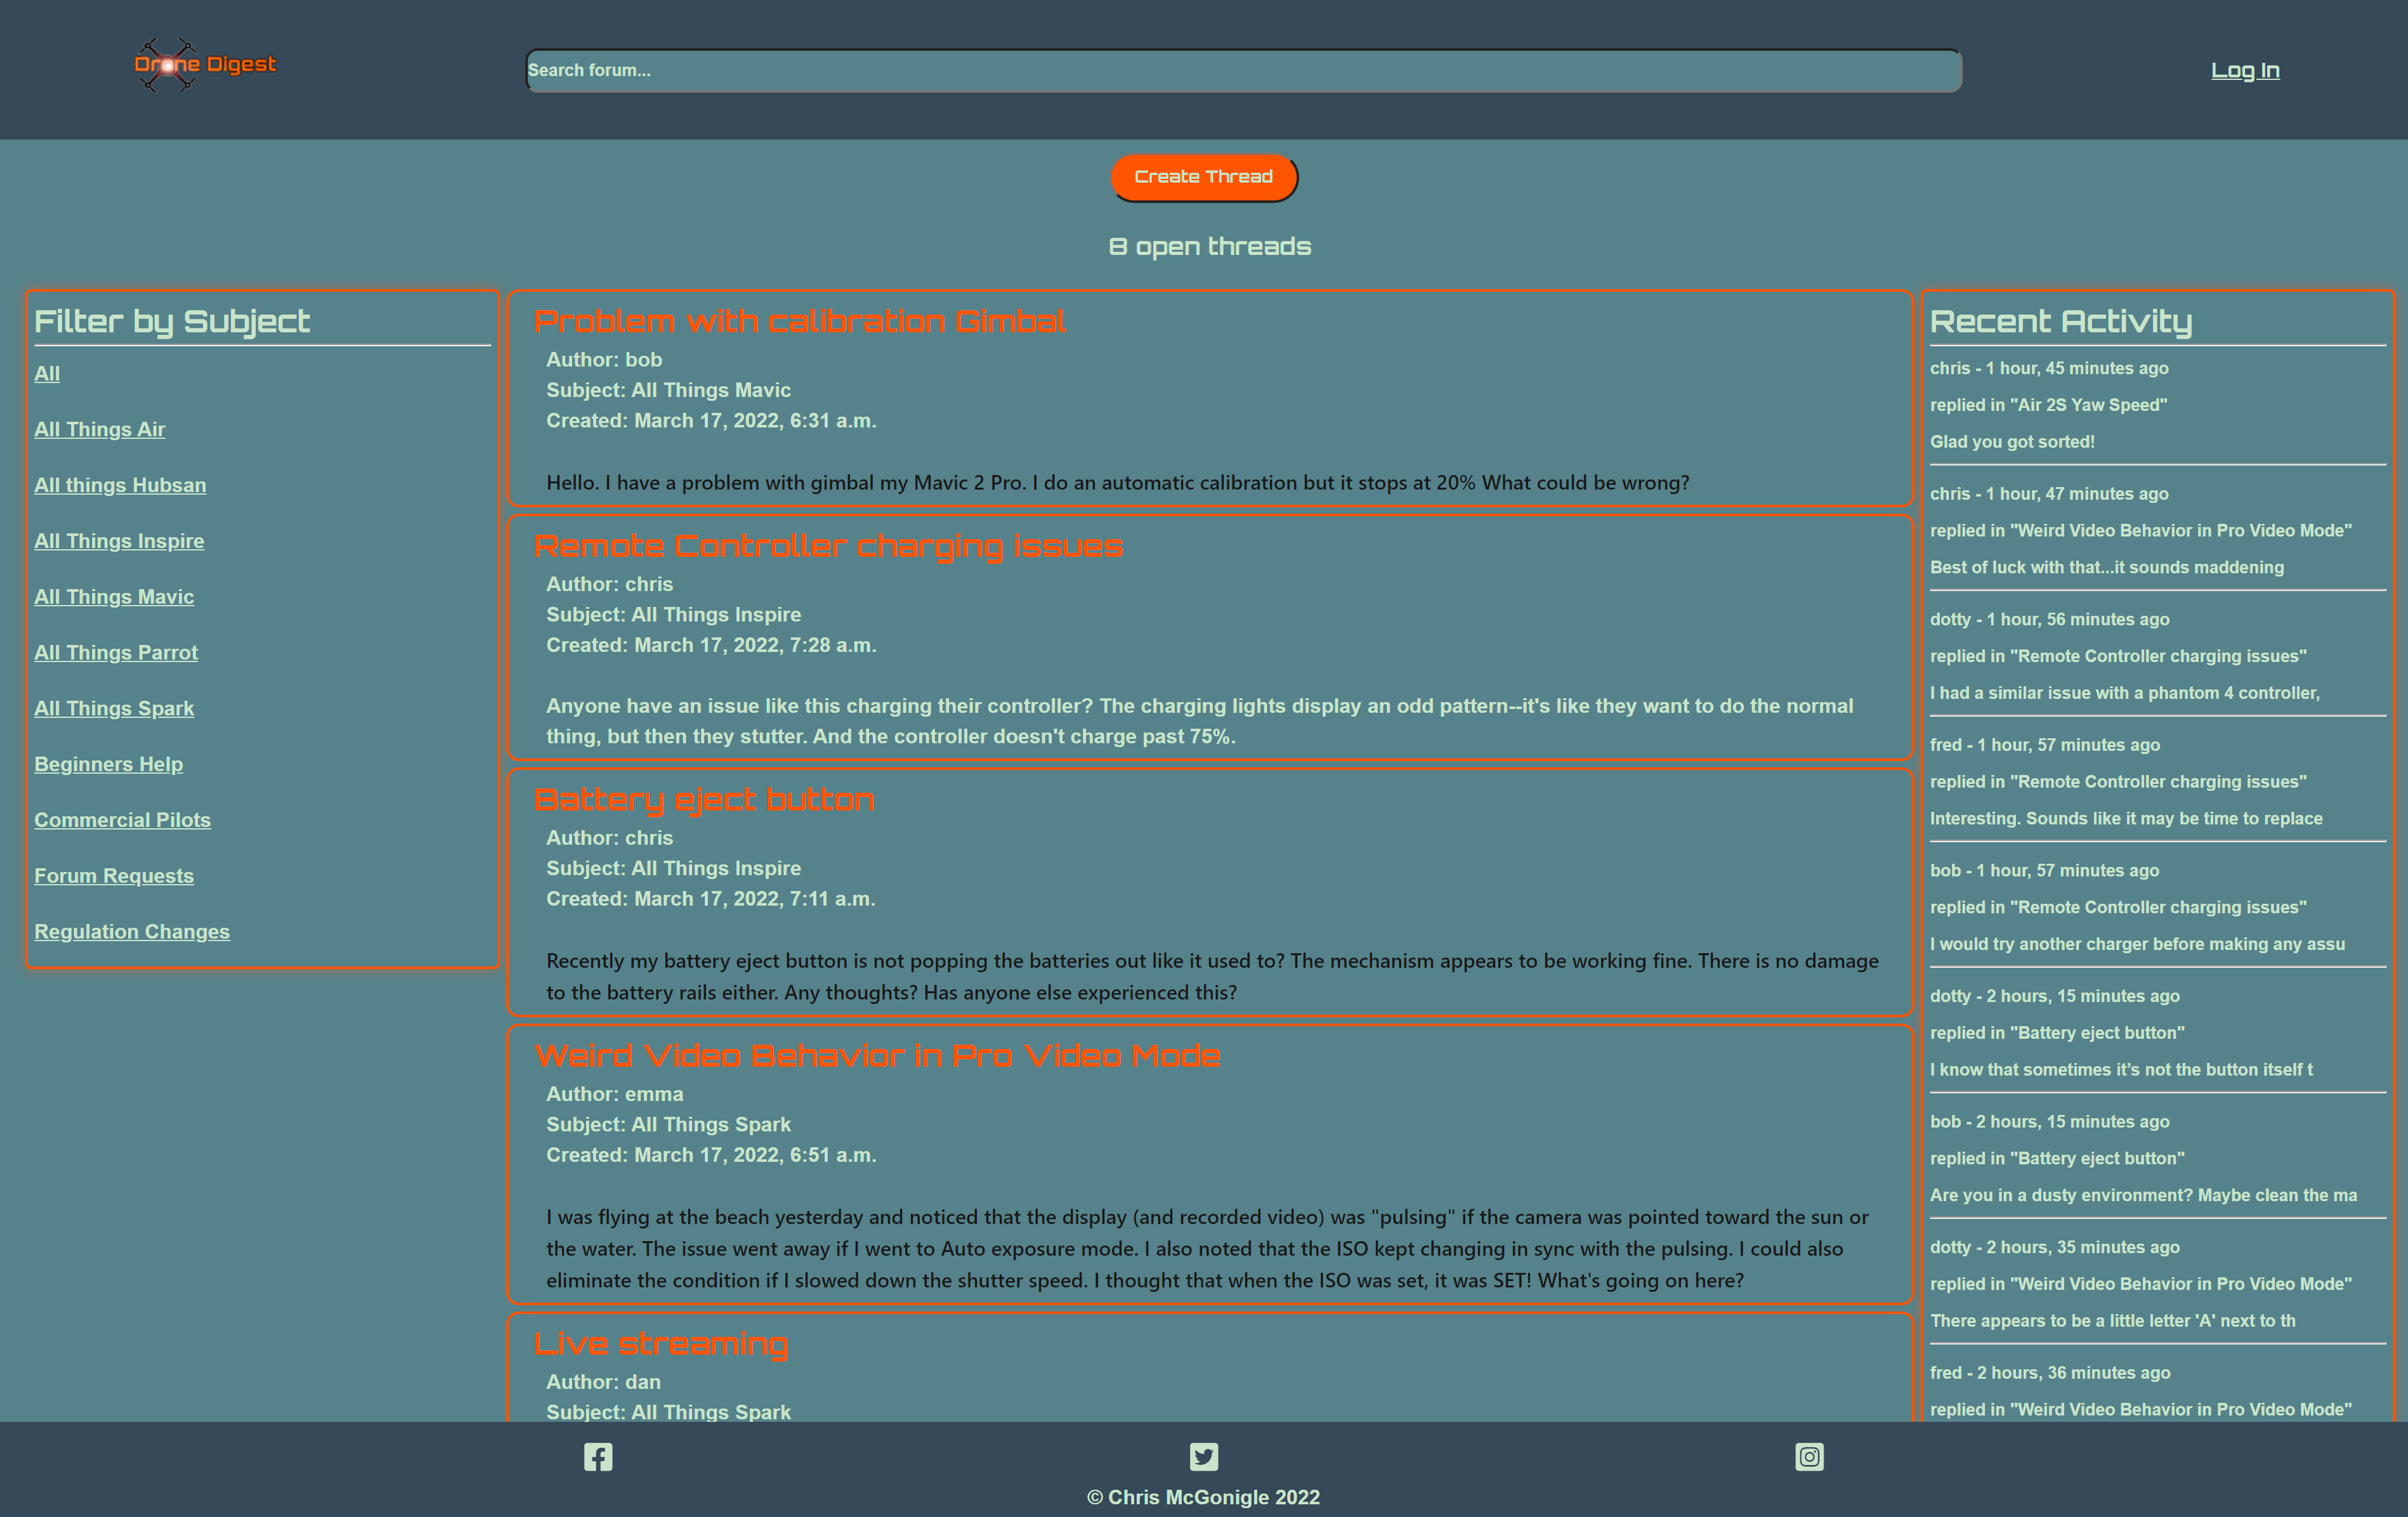 Drone Digest
Search forum...
Log In
Create Thread
8 open threads
Filter by Subject
All
All Things Air
All things Hubsan
All Things Inspire
All Things Mavic
All Things Parrot
All Things Spark
Beginners Help
Commercial Pilots
Forum Requests
Regulation Changes
Problem with calibration Gimbal
Author: bob
Subject: All Things Mavic
Created: March 17, 2022, 6:31 a.m.
Hello. I have a problem with gimbal my Mavic 2 Pro. I do an automatic calibration but it stops at 20% What could be wrong?
Remote Controller charging issues
Author: chris
Subject: All Things Inspire
Created: March 17, 2022, 7:28 a.m.
Anyone have an issue like this charging their controller? The charging lights display an odd pattern--it's like they want to do the normal
thing, but then they stutter. And the controller doesn't charge past 75%.
Battery eject button
Author: chris
Subject: All Things Inspire
Created: March 17, 2022, 7:11 a.m.
Recently my battery eject button is not popping the batteries out like it used to? The mechanism appears to be working fine. There is no damage
to the battery rails either. Any thoughts? Has anyone else experienced this?
Weird Video Behavior in Pro Video Mode
Author: emma
Subject: All Things Spark
Created: March 17, 2022, 6:51 a.m.
I was flying at the beach yesterday and noticed that the display (and recorded video) was "pulsing" if the camera was pointed toward the sun or
the water. The issue went away if I went to Auto exposure mode. I also noted that the ISO kept changing in sync with the pulsing. I could also
eliminate the condition if I slowed down the shutter speed. I thought that when the ISO was set, it was SET! What's going on here?
Live streaming
Author: dan
Subject: All Things Spark
Recent Activity
chris - 1 hour, 45 minutes ago
replied in "Air 2S Yaw Speed"
Glad you got sorted!
chris - 1 hour, 47 minutes ago
replied in "Weird Video Behavior in Pro Video Mode"
Best of luck with that...it sounds maddening
dotty - 1 hour, 56 minutes ago
replied in "Remote Controller charging issues"
I had a similar issue with a phantom 4 controller,
fred - 1 hour, 57 minutes ago
replied in "Remote Controller charging issues"
Interesting. Sounds like it may be time to replace
bob - 1 hour, 57 minutes ago
replied in "Remote Controller charging issues"
I would try another charger before making any assu
dotty - 2 hours, 15 minutes ago
replied in "Battery eject button"
I know that sometimes it’s not the button itself t
bob - 2 hours, 15 minutes ago
replied in "Battery eject button"
Are you in a dusty environment? Maybe clean the ma
dotty - 2 hours, 35 minutes ago
replied in "Weird Video Behavior in Pro Video Mode"
There appears to be a little letter 'A' next to th
fred - 2 hours, 36 minutes ago
replied in "Weird Video Behavior in Pro Video Mode"
© Chris McGonigle 2022